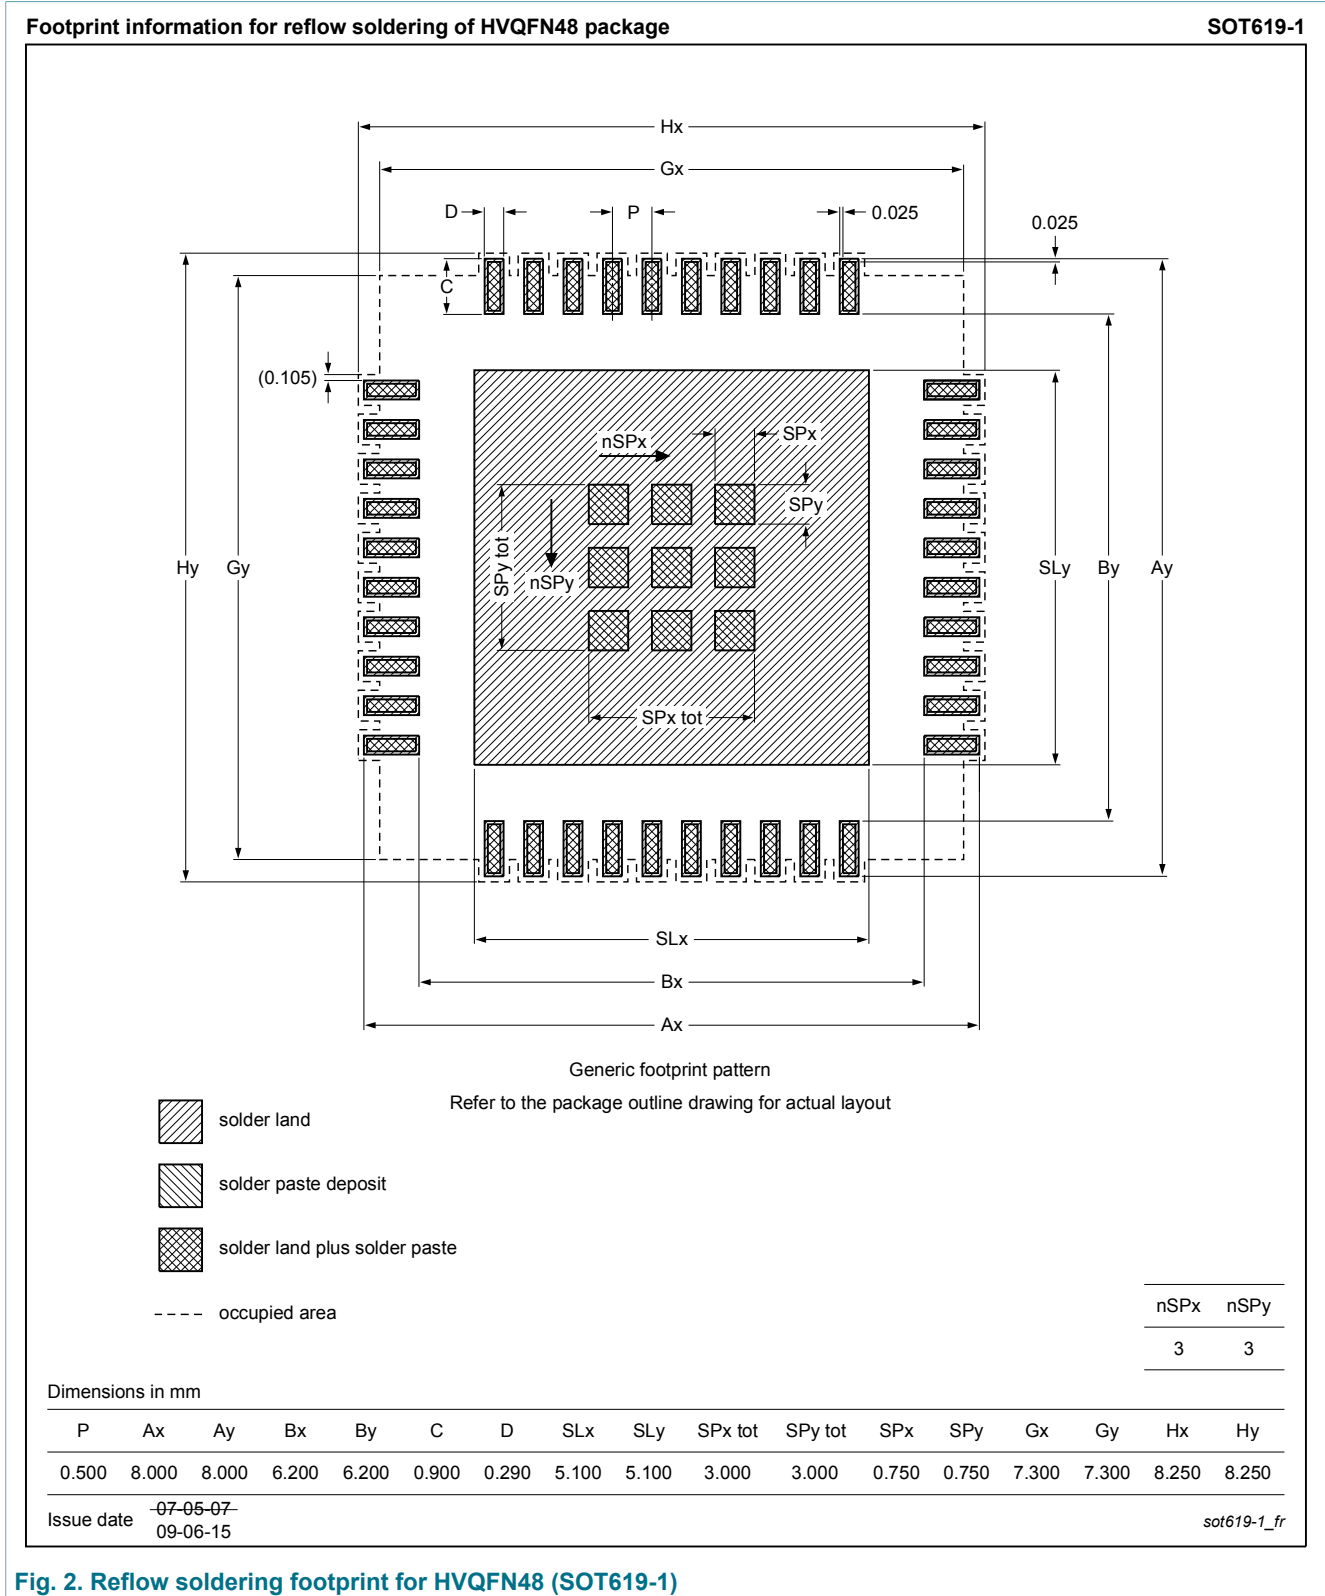 Footprint information for reflow soldering of HVQFN48 package SOT619-1
Hx
Gx
D P 0.025
0.025
C
(0.105)
nSPx SPx
SPy
SPy tot
nSPy
Hy Gy SLy By Ay
SPx tot
SLx
Bx
Ax
Generic footprint pattern
Refer to the package outline drawing for actual layout
solder land
solder paste deposit
solder land plus solder paste
occupied area
nSPx nSPy
3 3
Dimensions in mm
P Ax Ay Bx By C D SLx SLy SPx tot SPy tot SPx SPy Gx Gy Hx Hy
0.500 8.000 8.000 6.200 6.200 0.900 0.290 5.100 5.100 3.000 3.000 0.750 0.750 7.300 7.300 8.250 8.250
Issue date 07-05-07
09-06-15
sot619-1_fr
Fig. 2. Reflow soldering footprint for HVQFN48 (SOT619-1)